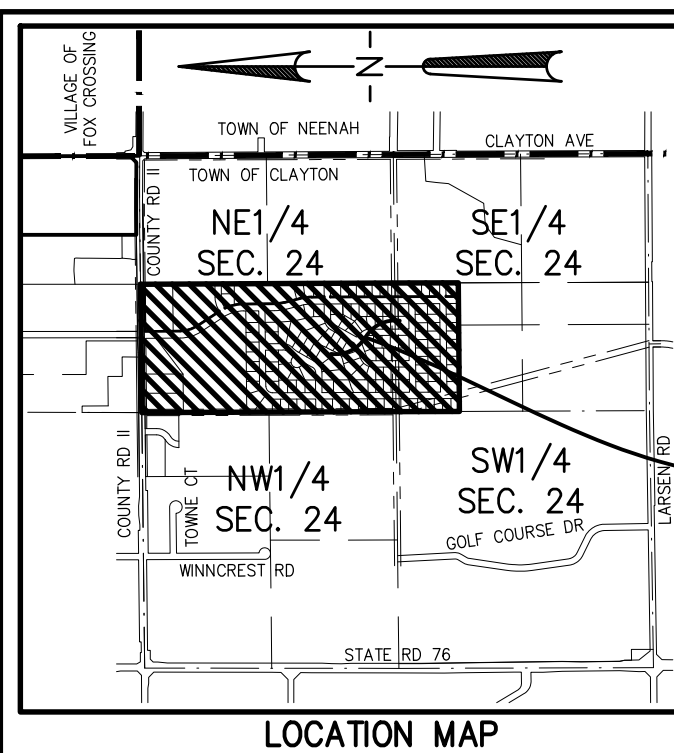 VILLAGE OF
FOX CROSSING
N
TOWN OF NEENAH
CLAYTON AVE
TOWN OF CLAYTON
COUNTY RD II
NE1/4
SEC. 24
SE1/4
SEC. 24
COUNTY RD II
TOWNE CT
NW1/4
SEC. 24
SW1/4
SEC. 24
LARSEN RD
GOLF COURSE DR
WINNCREST RD
STATE RD 76
LOCATION MAP